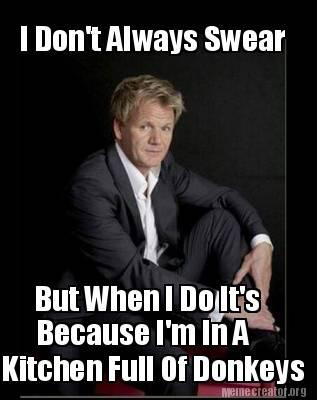 I Don't Always Swear
But When I Do It's
Because I'm In A
Kitchen Full Of Donkeys
Memecreator.org